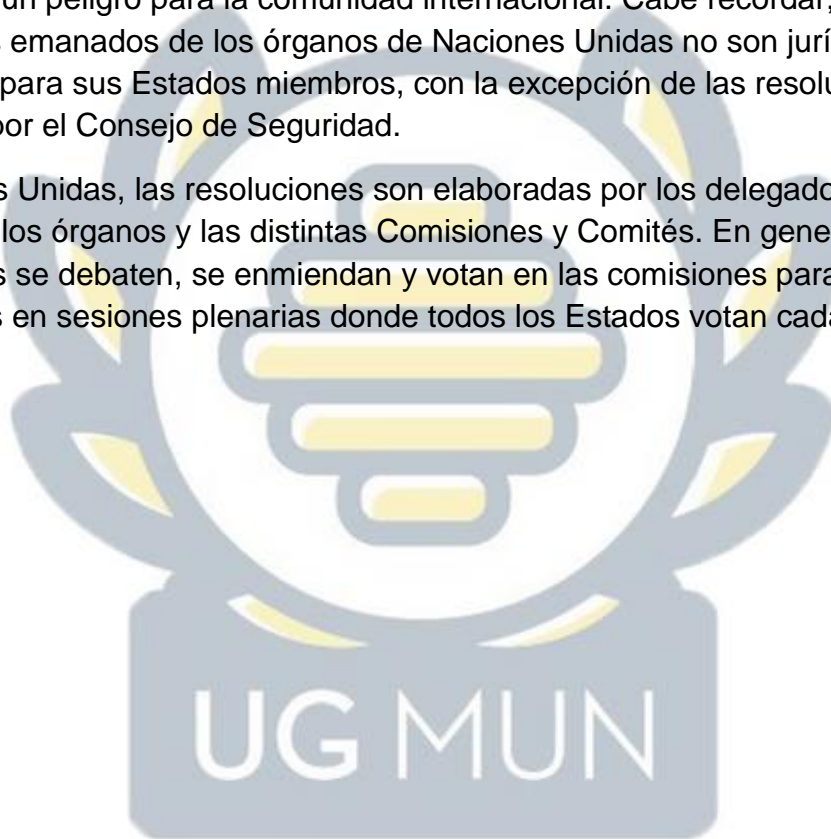 un peligro para la comunidad internacional. Cabe recordar,
s emanados de los órganos de Naciones Unidas no son jurí
para sus Estados miembros, con la excepción de las resolu
por el Consejo de Seguridad.
s Unidas, las resoluciones son elaboradas por los delegado
los órganos y las distintas Comisiones y Comités. En gene
s se debaten, se enmiendan y votan en las comisiones para
s en sesiones plenarias donde todos los Estados votan cada
UG MUN